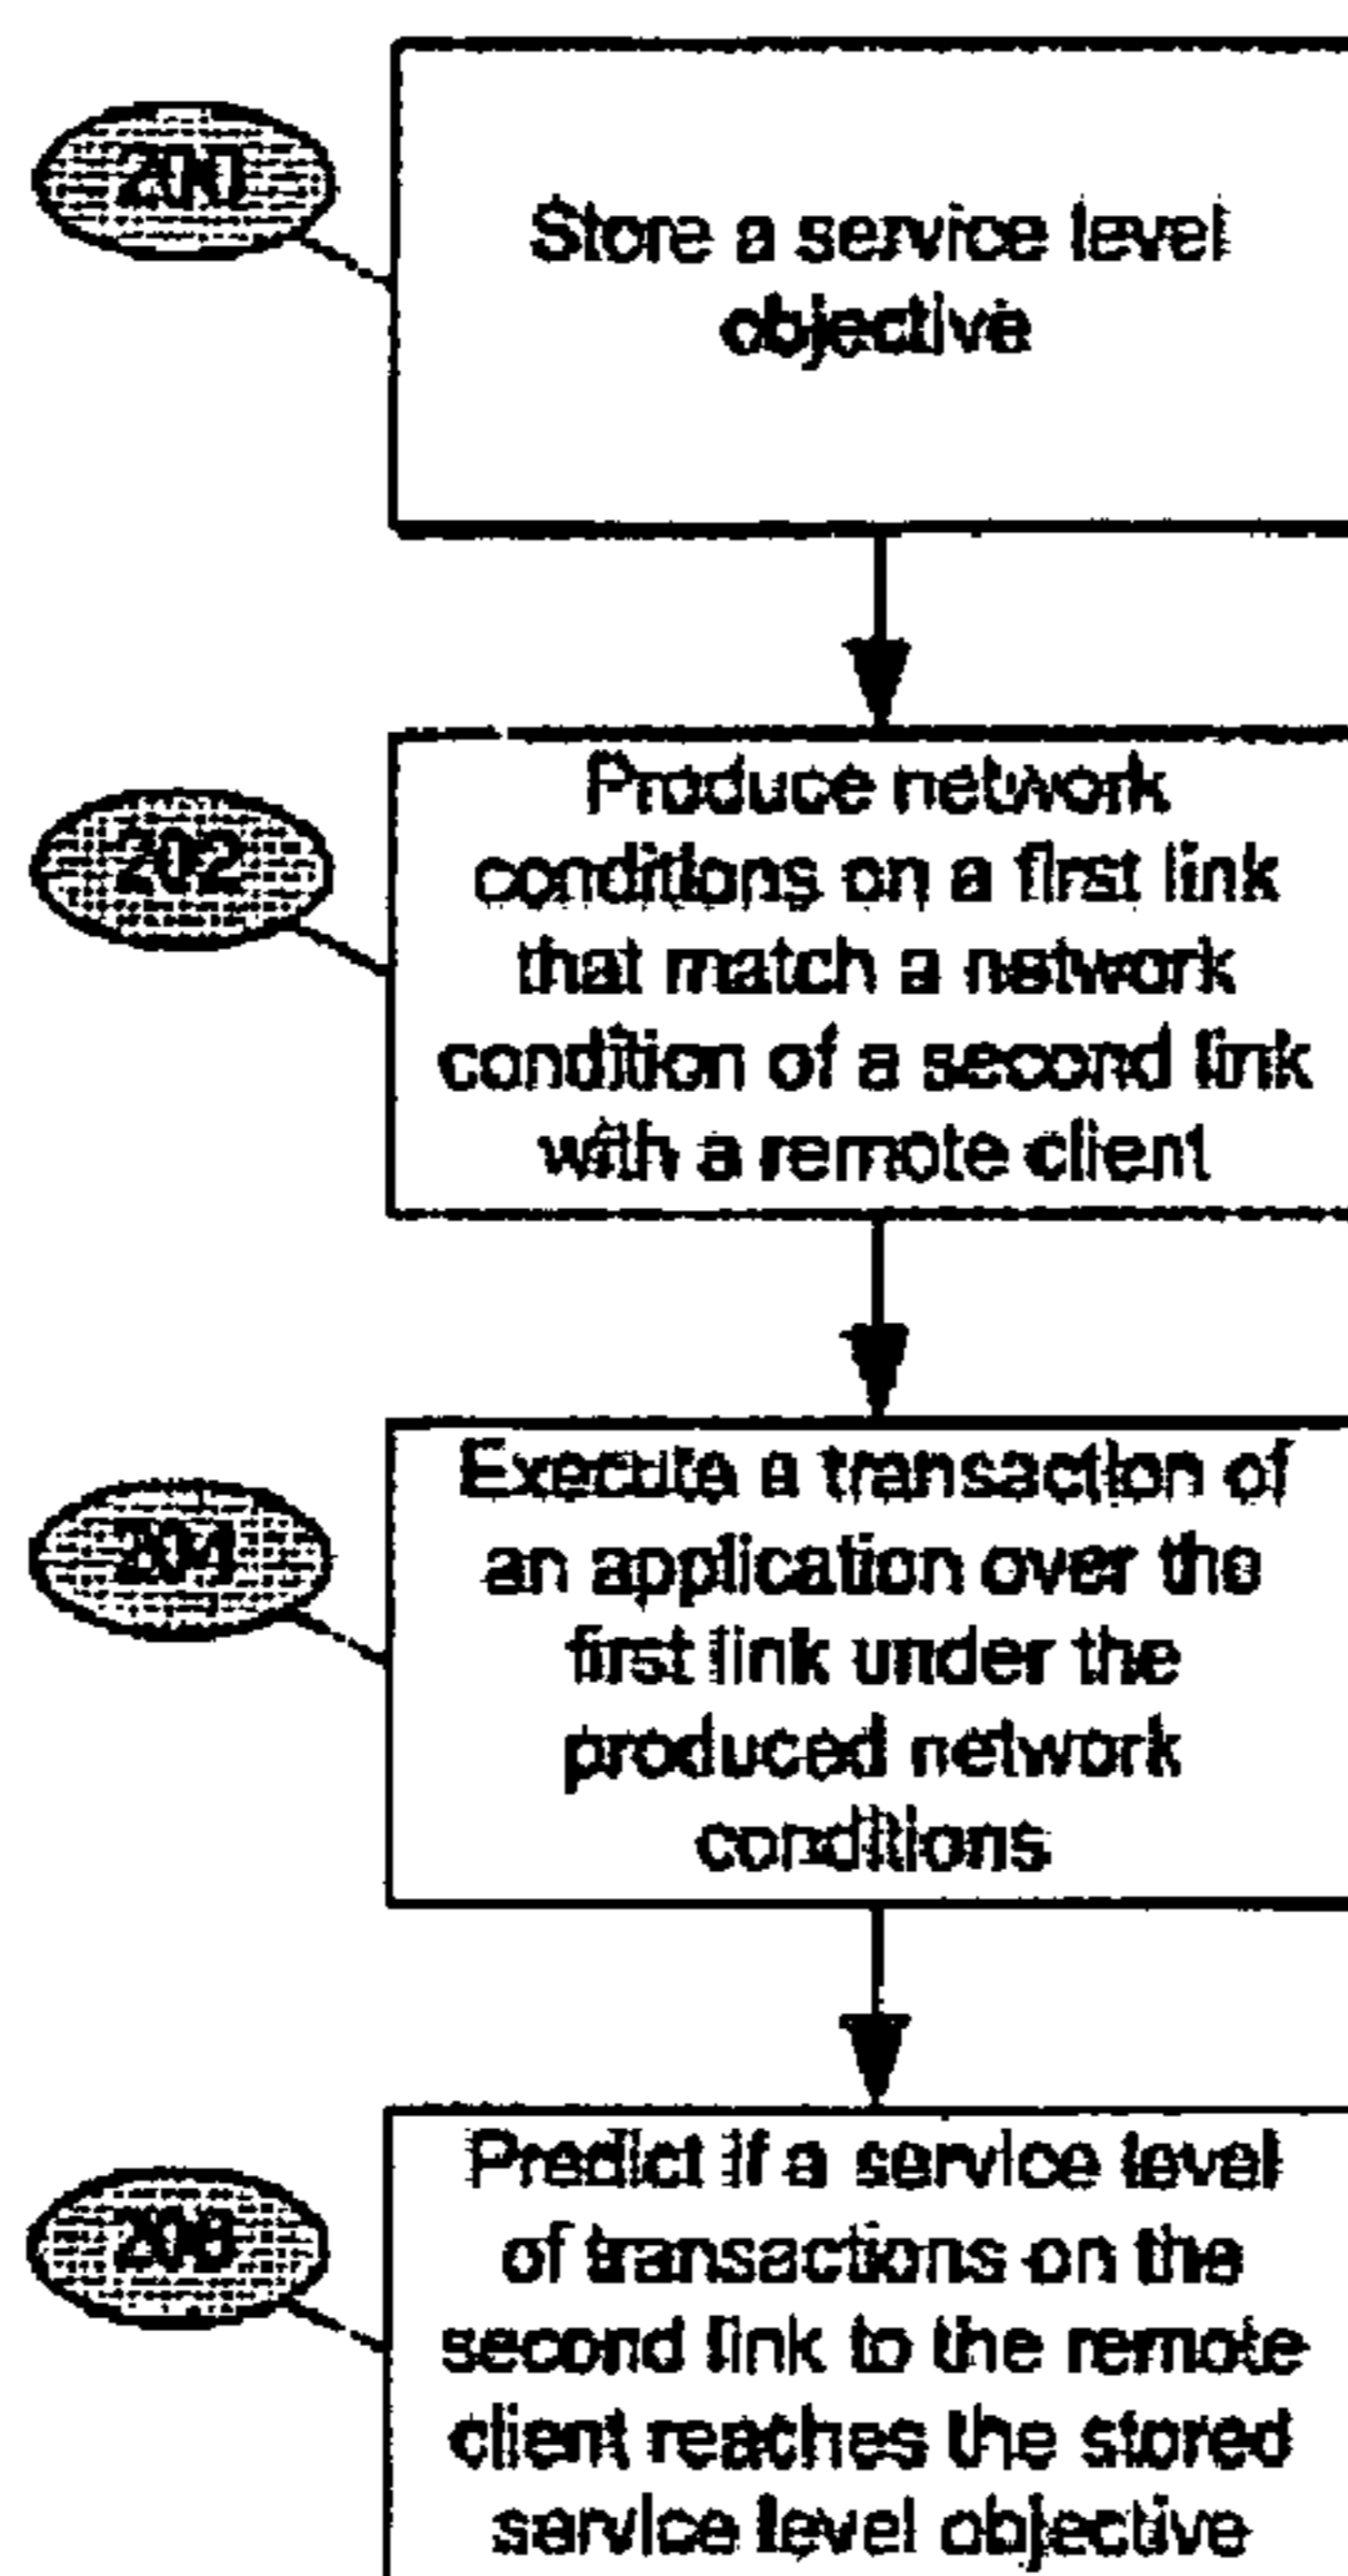 200
Store a service level
objective
202
Produce network
conditions on a first link
that match a network
condition of a second link
with a remote client
204
Execute a transaction of
an application over the
first link under the
produced network
conditions
Predict if a service level
of transactions on the
second link to the remote
client reaches the stored
service level objective